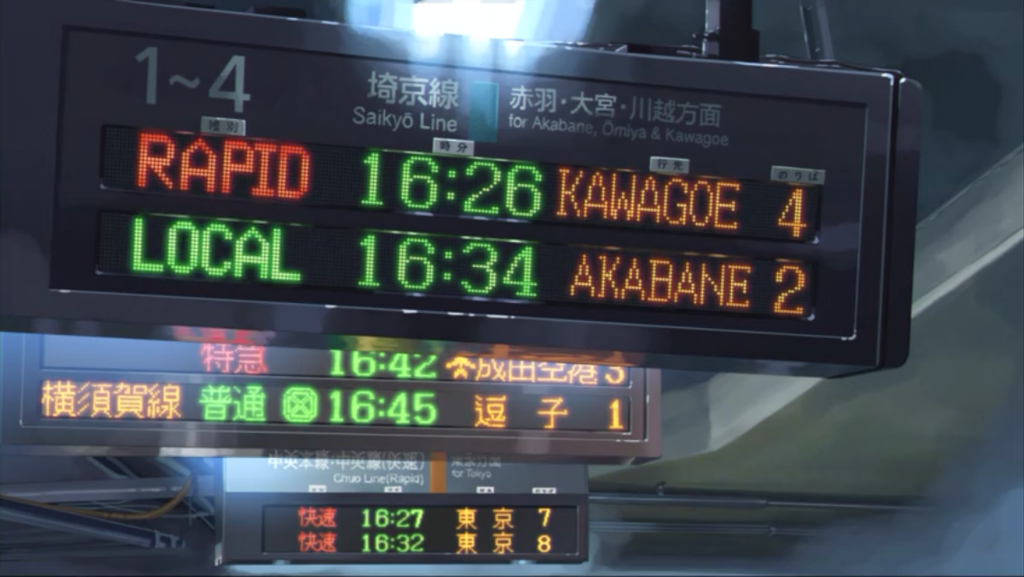 1~4 埼京線 赤羽・大宮・川越方面
Saikyō Line for Akabane, Ōmiya & Kawagoe
種別 時分 行先 のりば
RAPID 16:26 KAWAGOE 4
LOCAL 16:34 AKABANE 2
特急 16:42 成田空港 3
横須賀線 普通 16:45 逗子 1
中央本線・中央線(快速) 東京方面
Chuo Line(Rapid) for Tokyo
快速 16:27 東京 7
快速 16:32 東京 8